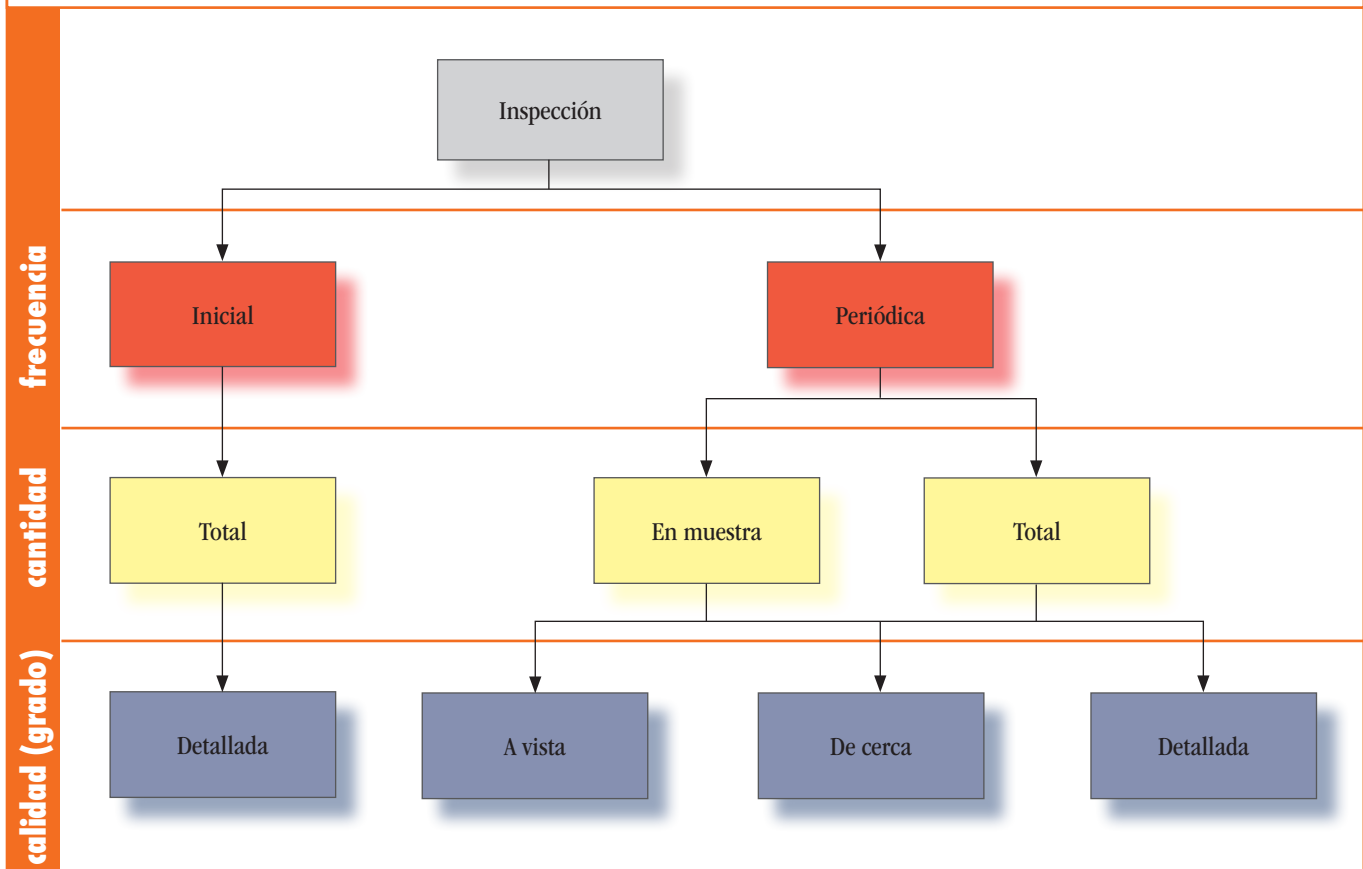 Inspección
frecuencia
Inicial
Periódica
cantidad
Total
En muestra
Total
calidad (grado)
Detallada
A vista
De cerca
Detallada